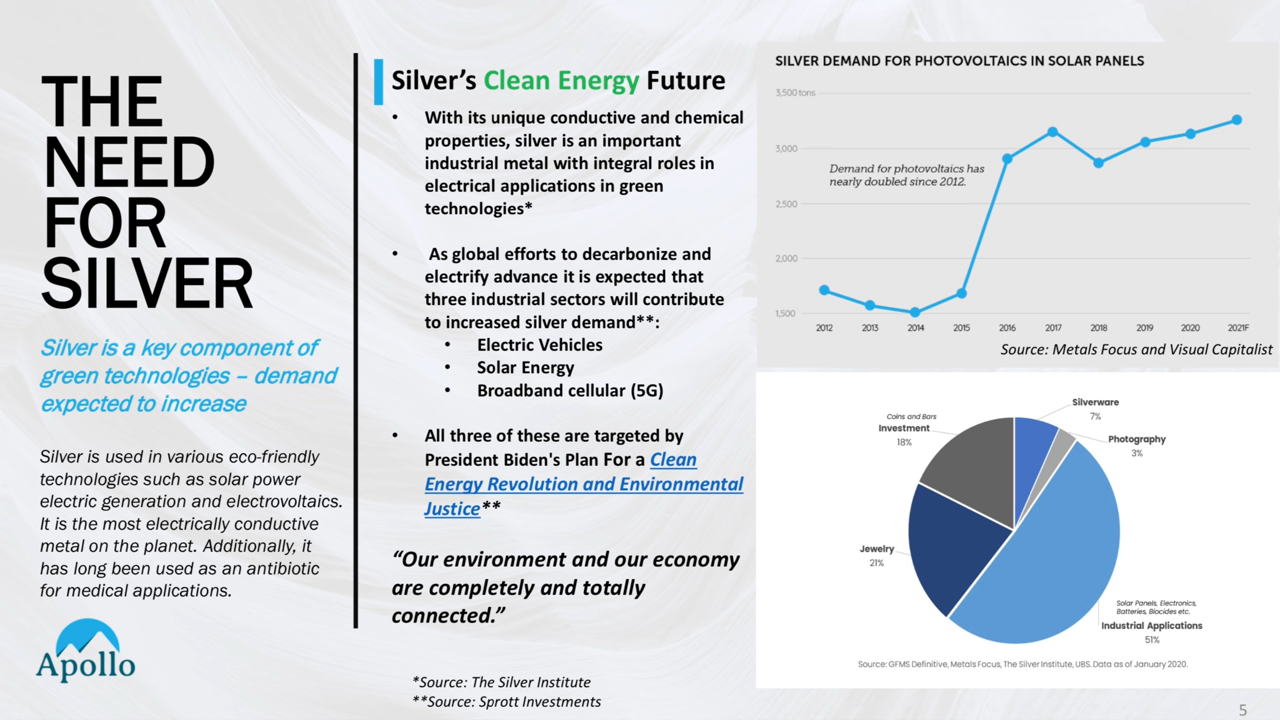 THE
NEED
FOR
SILVER
Silver is a key component of
green technologies – demand
expected to increase
Silver is used in various eco-friendly
technologies such as solar power
electric generation and electrovoltaics.
It is the most electrically conductive
metal on the planet. Additionally, it
has long been used as an antibiotic
for medical applications.
Apollo
Silver's Clean Energy Future
• With its unique conductive and chemical
properties, silver is an important
industrial metal with integral roles in
electrical applications in green
technologies*
• As global efforts to decarbonize and
electrify advance it is expected that
three industrial sectors will contribute
to increased silver demand**:
• Electric Vehicles
• Solar Energy
• Broadband cellular (5G)
• All three of these are targeted by
President Biden's Plan For a Clean
Energy Revolution and Environmental
Justice**
“Our environment and our economy
are completely and totally
connected.”
*Source: The Silver Institute
**Source: Sprott Investments
SILVER DEMAND FOR PHOTOVOLTAICS IN SOLAR PANELS
3,500 tons
3,000
2,500
2,000
1,500
Demand for photovoltaics has
nearly doubled since 2012.
2012 2013 2014 2015 2016 2017 2018 2019 2020 2021F
Source: Metals Focus and Visual Capitalist
Silverware
7%
Photography
3%
Coins and Bars
Investment
18%
Jewelry
21%
Solar Panels, Electronics,
Batteries, Biocides etc.
Industrial Applications
51%
Source: GFMS Definitive, Metals Focus, The Silver Institute, UBS. Data as of January 2020.
5